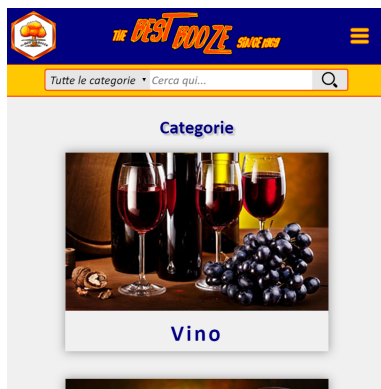 THE BEST BOOZE SINCE 1969
Tutte le categorie Cerca qui...
Categorie
Vino